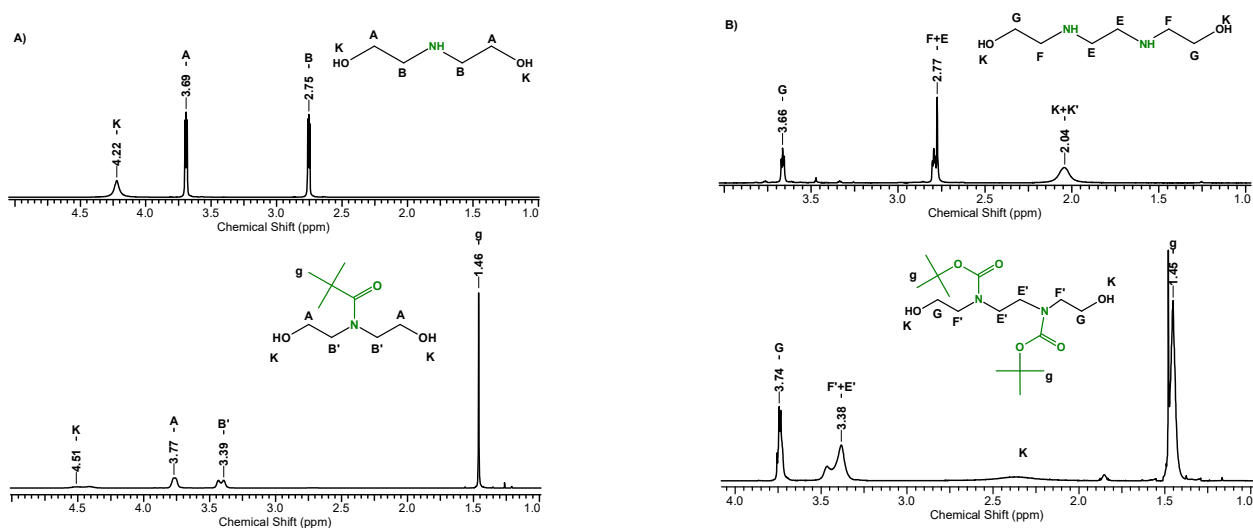 A)
A
A
K
HO
NH
OH
K
B
B
K
4.22
A
3.69
B
2.75
4.5 4.0 3.5 3.0 2.5 2.0 1.5 1.0
Chemical Shift (ppm)
g
O
A
A
N
HO
OH
K
B'
B'
K
K
4.51
A
3.77
B'
3.39
g
1.46
4.5 4.0 3.5 3.0 2.5 2.0 1.5 1.0
Chemical Shift (ppm)
B)
G
E
F
K
OH
HO
NH
K
F
E
NH
G
G
3.66
F+E
2.77
K+K'
2.04
3.5 3.0 2.5 2.0 1.5 1.0
Chemical Shift (ppm)
O
O
g
E'
F'
K
HO
N
OH
K
G
F'
E'
N
G
O
O
g
G
3.74
F'+E'
3.38
K
g
1.45
4.0 3.5 3.0 2.5 2.0 1.5 1.0
Chemical Shift (ppm)